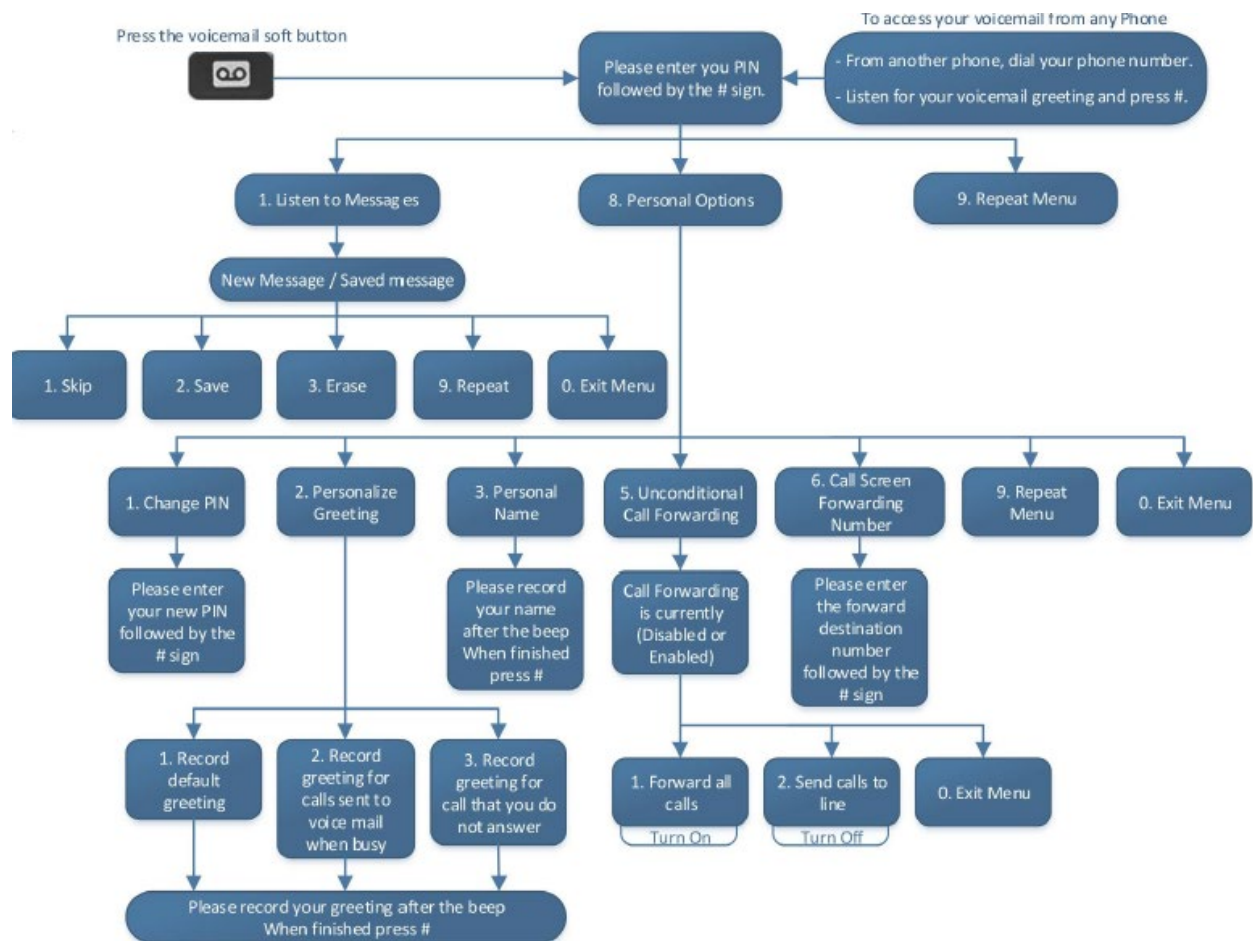 Press the voicemail soft button
To access your voicemail from any Phone
Please enter you PIN
followed by the # sign.
- From another phone, dial your phone number.
- Listen for your voicemail greeting and press #.
1. Listen to Messages
8. Personal Options
9. Repeat Menu
New Message / Saved message
1. Skip
2. Save
3. Erase
9. Repeat
0. Exit Menu
1. Change PIN
2. Personalize
Greeting
3. Personal
Name
5. Unconditional
Call Forwarding
6. Call Screen
Forwarding
Number
9. Repeat
Menu
0. Exit Menu
Please enter
your new PIN
followed by the
# sign
Please record
your name
after the beep
When finished
press #
Call Forwarding
is currently
(Disabled or
Enabled)
Please enter
the forward
destination
number
followed by the
# sign
1. Record
default
greeting
2. Record
greeting for
calls sent to
voice mail
when busy
3. Record
greeting for
call that you do
not answer
1. Forward all
calls
Turn On
2. Send calls to
line
Turn Off
0. Exit Menu
Please record your greeting after the beep
When finished press #